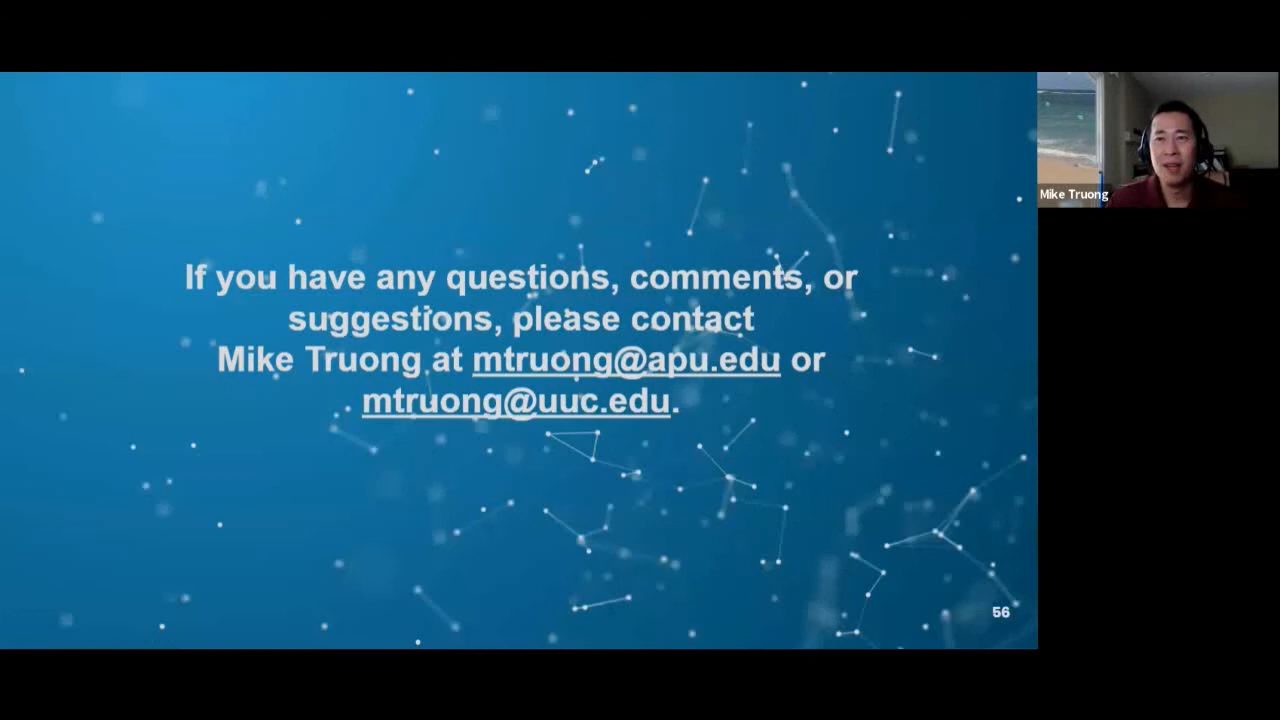 If you have any questions, comments, or
suggestions, please contact
Mike Truong at mtruong@apu.edu or
mtruong@uuc.edu.
56
Mike Truong